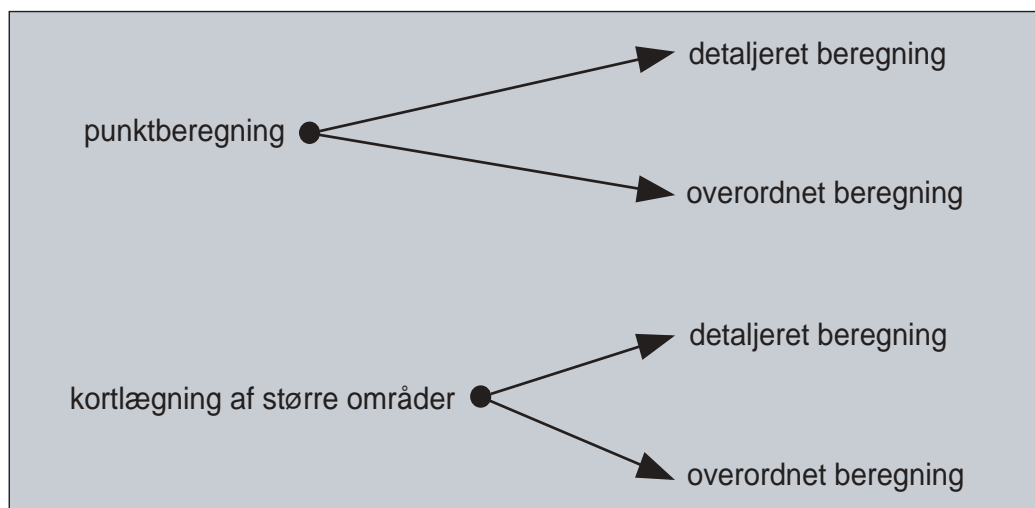 detaljeret beregning
punktberegning
overordnet beregning
detaljeret beregning
kortlægning af større områder
overordnet beregning